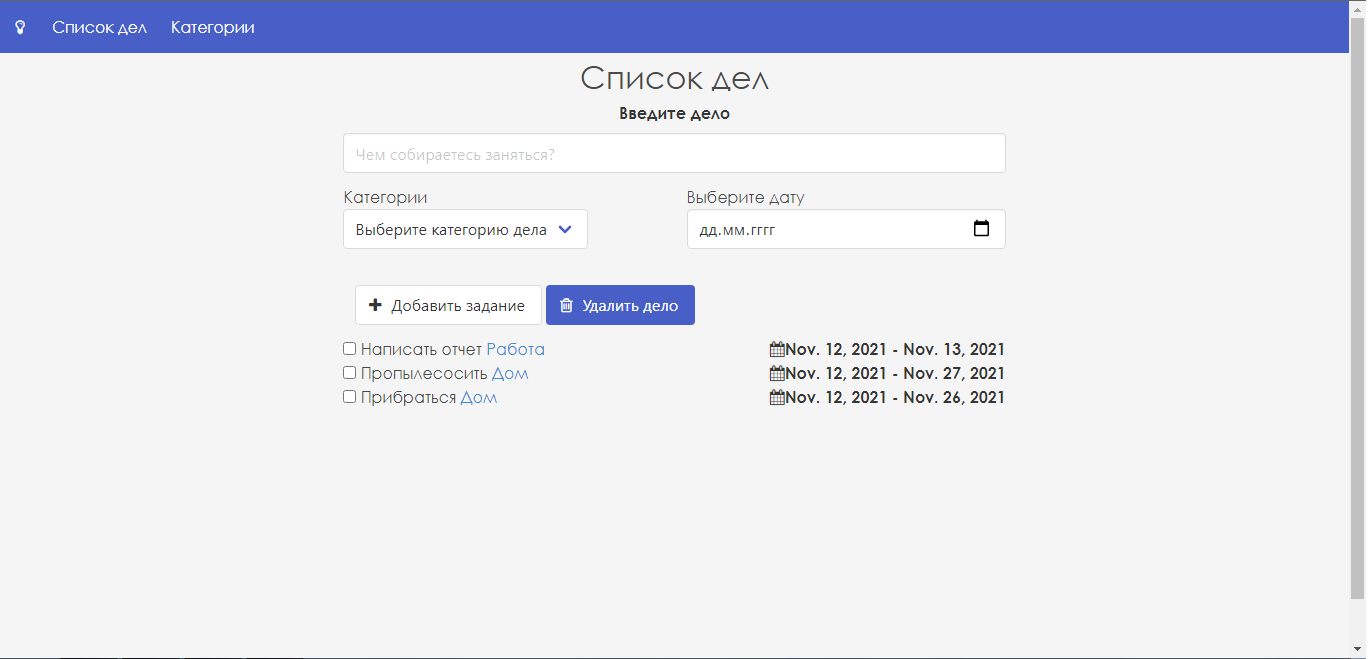 Список дел Категории
Список дел
Введите дело
Чем собираетесь заняться?
Категории Выберите дату
Выберите категорию дела дд.мм.гггг
Добавить задание Удалить дело
Написать отчет Работа Nov. 12, 2021 - Nov. 13, 2021
Пропылесосить Дом Nov. 12, 2021 - Nov. 27, 2021
Прибраться Дом Nov. 12, 2021 - Nov. 26, 2021